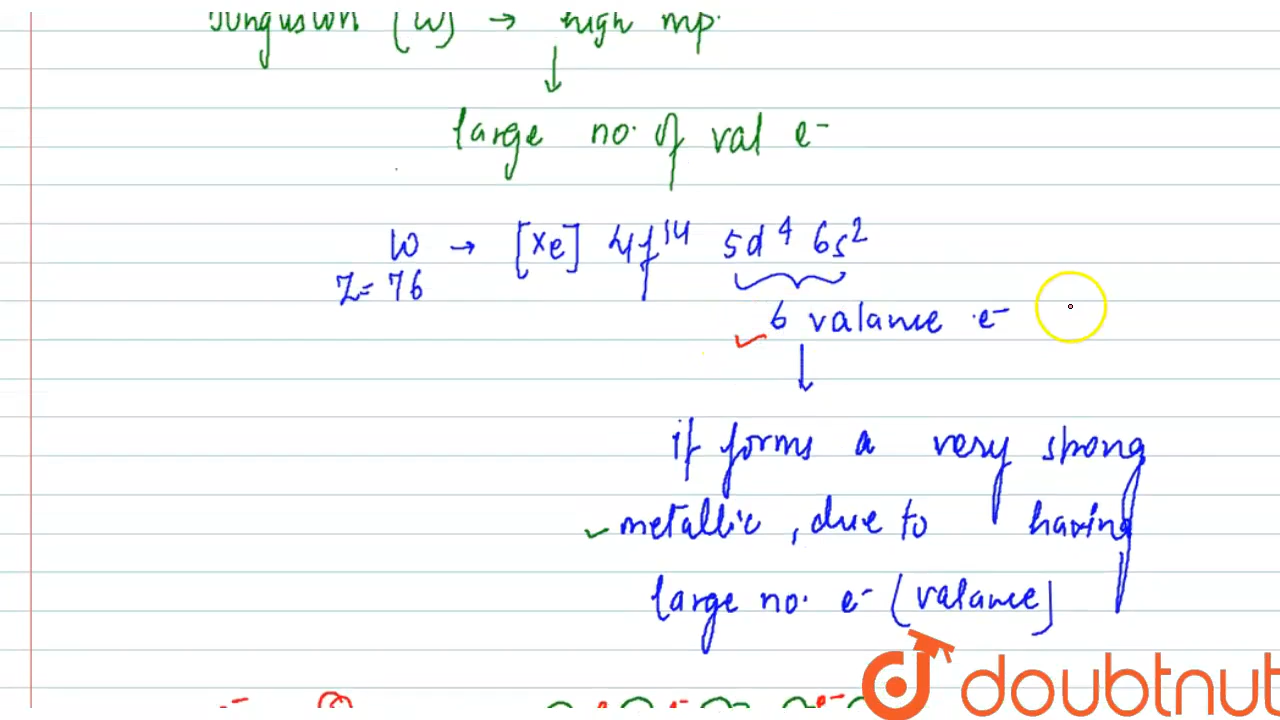 (W) → high mp.
↓
large no. of val e⁻
W → [Xe] 4f¹⁴ 5d⁴ 6s²
Z = 76
6 valance e⁻
↓
it forms a very strong
metallic, due to having
large no. e⁻ (valance)
doubtnut